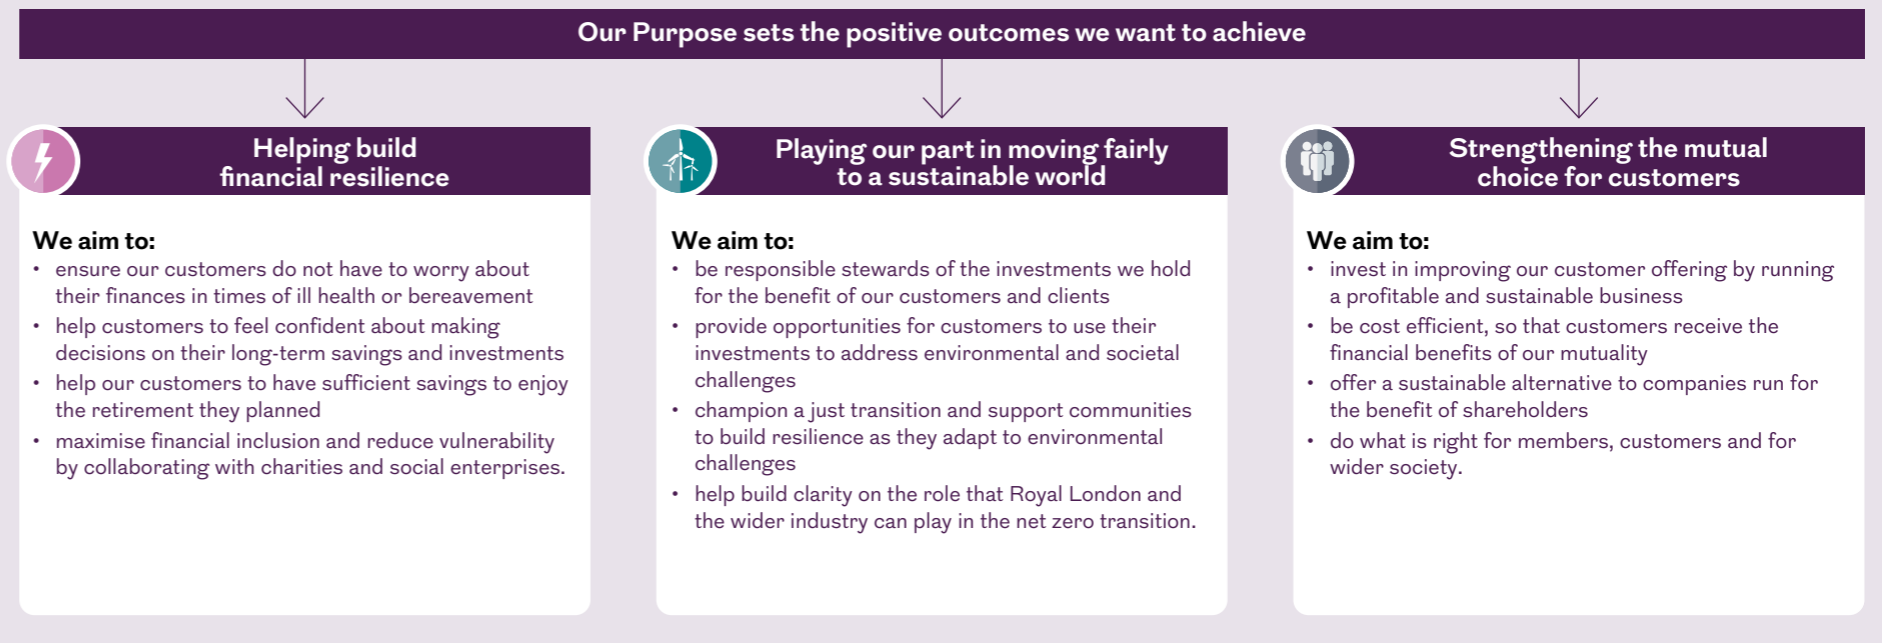 Our Purpose sets the positive outcomes we want to achieve
Helping build
financial resilience
We aim to:
• ensure our customers do not have to worry about
their finances in times of ill health or bereavement
• help customers to feel confident about making
decisions on their long-term savings and investments
• help our customers to have sufficient savings to enjoy
the retirement they planned
• maximise financial inclusion and reduce vulnerability
by collaborating with charities and social enterprises.
Playing our part in moving fairly
to a sustainable world
We aim to:
• be responsible stewards of the investments we hold
for the benefit of our customers and clients
• provide opportunities for customers to use their
investments to address environmental and societal
challenges
• champion a just transition and support communities
to build resilience as they adapt to environmental
challenges
• help build clarity on the role that Royal London and
the wider industry can play in the net zero transition.
Strengthening the mutual
choice for customers
We aim to:
• invest in improving our customer offering by running
a profitable and sustainable business
• be cost efficient, so that customers receive the
financial benefits of our mutuality
• offer a sustainable alternative to companies run for
the benefit of shareholders
• do what is right for members, customers and for
wider society.